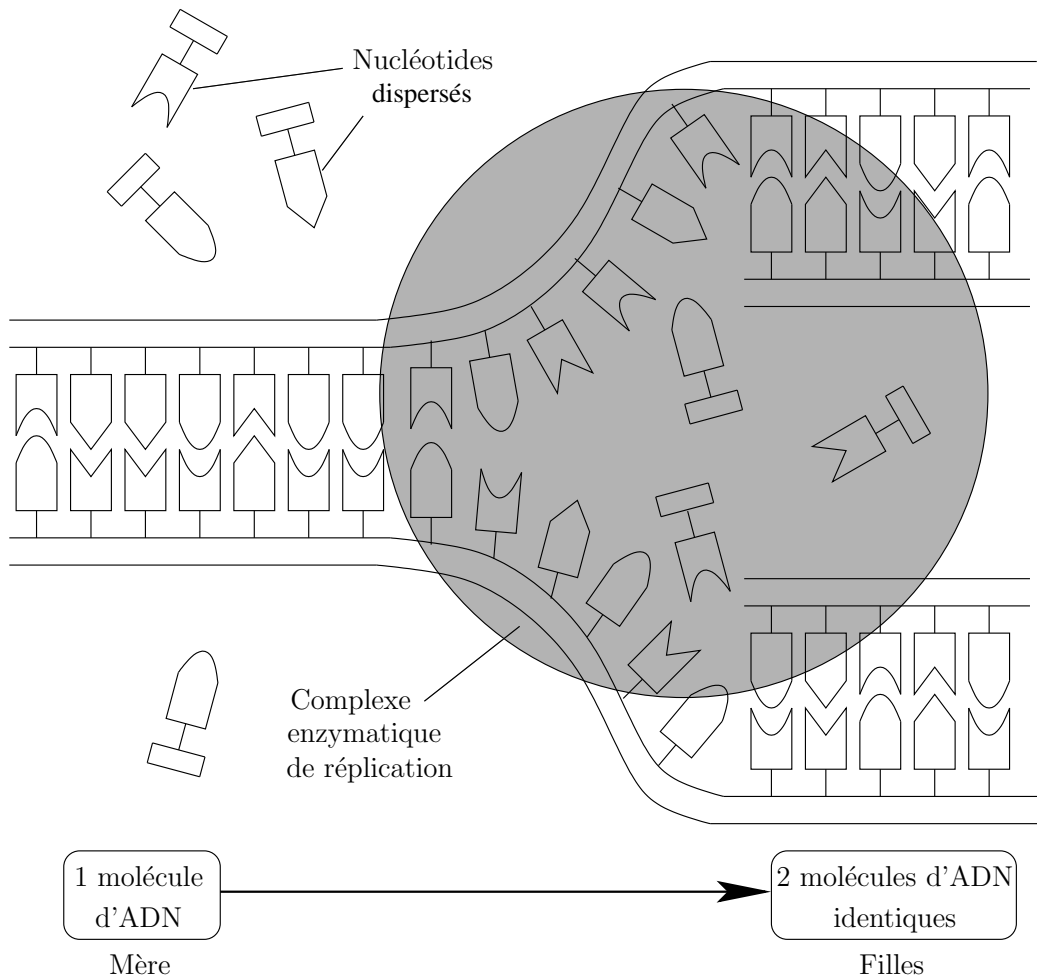 Nucléotides
dispersés
Complexe
enzymatique
de réplication
1 molécule
d'ADN
Mère
2 molécules d'ADN
identiques
Filles